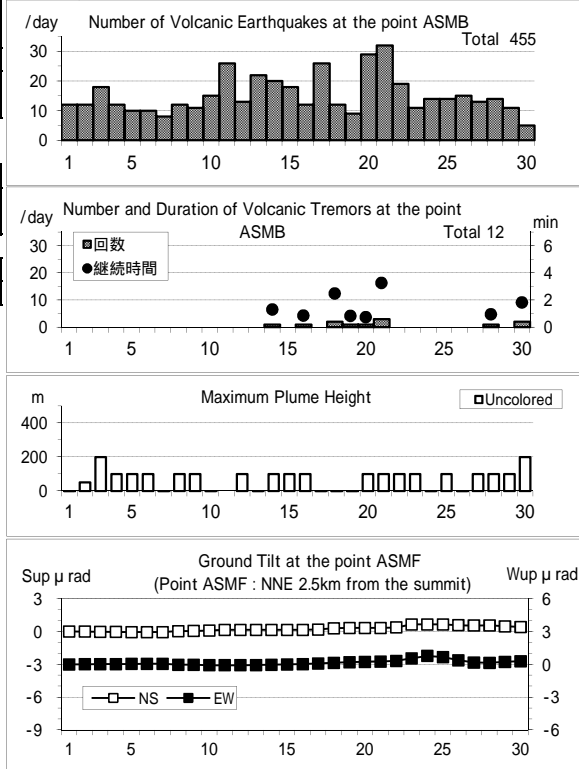 Number of Volcanic Earthquakes at the point ASMB
/day
Total 455
30
20
10
0
1 5 10 15 20 25 30
Number and Duration of Volcanic Tremors at the point
ASMB
/day
Total 12
min
回数
継続時間
30
20
10
0
6
4
2
0
1 5 10 15 20 25 30
Maximum Plume Height
m
Uncolored
400
200
0
1 5 10 15 20 25 30
Ground Tilt at the point ASMF
(Point ASMF : NNE 2.5km from the summit)
Sup μ rad
Wup μ rad
3
0
-3
-6
-9
6
3
0
-3
-6
NS EW
1 5 10 15 20 25 30